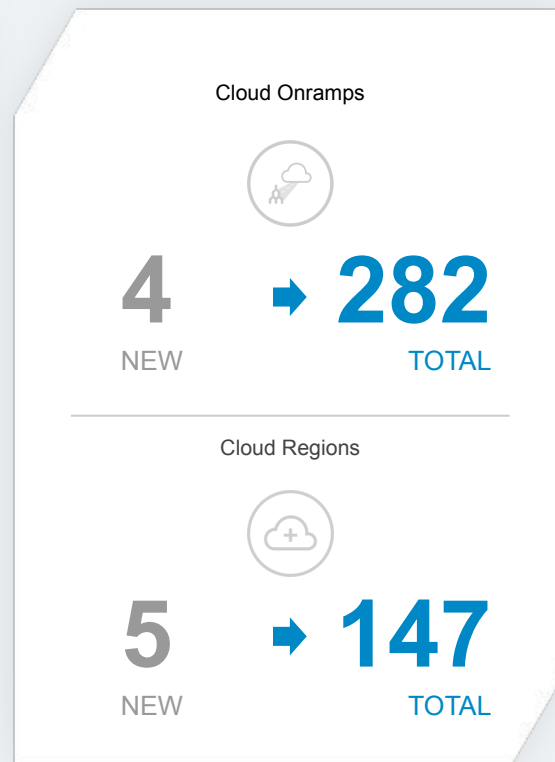 Cloud Onramps
4 282
NEW TOTAL
Cloud Regions
5 147
NEW TOTAL